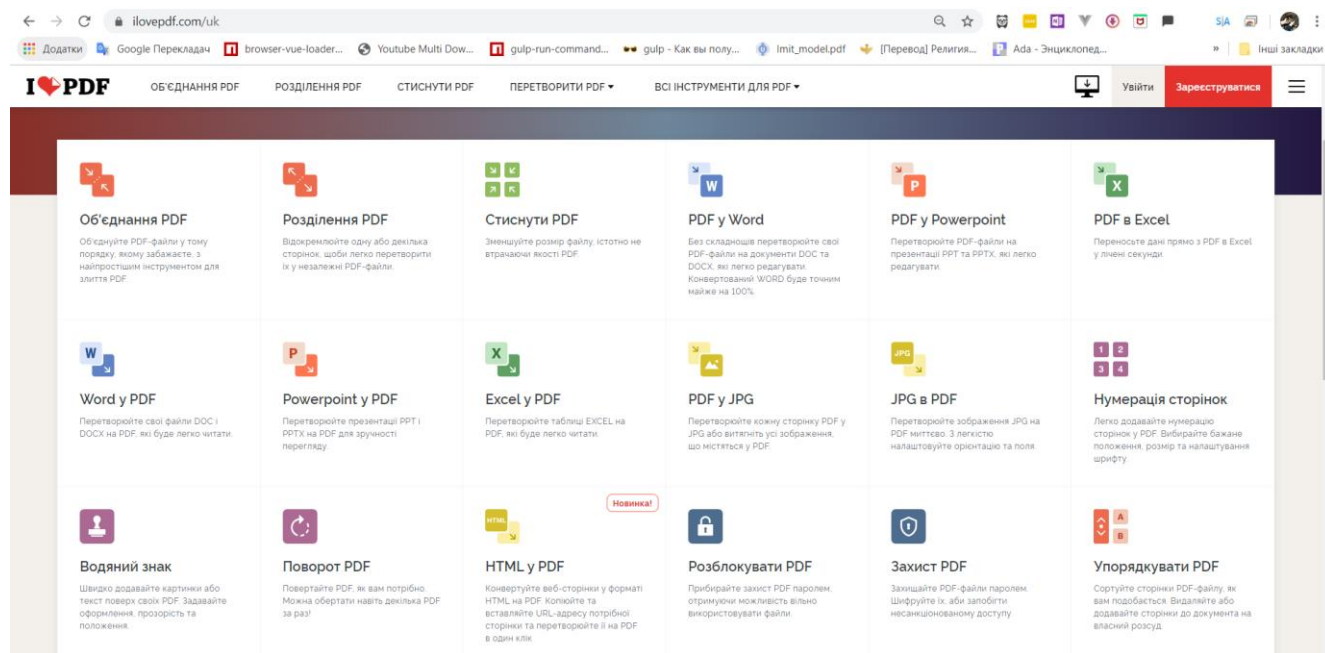 ilovepdf.com/uk
Додатки Google Перекладач browser-vue-loader... Youtube Multi Dow... gulp-run-command... gulp - Как вы полу... Imit_model.pdf [Перевод] Религия... Ada - Энциклопед... » Інші закладки
I PDF ОБ'ЄДНАННЯ PDF РОЗДІЛЕННЯ PDF СТИСНУТИ PDF ПЕРЕТВОРИТИ PDF ВСІ ІНСТРУМЕНТИ ДЛЯ PDF Увійти Зареєструватися
W P X
Об'єднання PDF Розділення PDF Стиснути PDF PDF у Word PDF у Powerpoint PDF в Excel
Об'єднуйте PDF-файли у тому Відокремлюйте одну або декілька Зменшуйте розмір файлу, істотно не Без складнощів перетворюйте свої Перетворюйте PDF-файли на Переносьте дані прямо з PDF в Excel
порядку, якому забажаєте, з сторінок, щоби легко перетворити втрачаючи якості PDF. PDF-файли на документи DOC та презентації PPT та PPTX, які легко у лічені секунди.
найпростішим інструментом для їх у незалежні PDF-файли. DOCX, які легко редагувати. редагувати.
злиття PDF. Конвертований WORD буде точним
майже на 100%.
W P X JPG 1 2
3 4
Word у PDF Powerpoint у PDF Excel у PDF PDF у JPG JPG в PDF Нумерація сторінок
Перетворюйте свої файли DOC і Перетворюйте презентації PPT і Перетворюйте таблиці EXCEL на Перетворюйте кожну сторінку PDF у Перетворюйте зображення JPG на Легко додавайте нумерацію
DOCX на PDF, які буде легко читати. PPTX на PDF для зручності PDF, які буде легко читати. JPG або витягніть усі зображення, PDF миттєво. З легкістю сторінок у PDF. Вибирайте бажане
перегляду. що містяться у PDF. налаштовуйте орієнтацію та поля. положення, розмір та налаштування
шрифту.
Новинка!
HTML A
B
Водяний знак Поворот PDF HTML у PDF Розблокувати PDF Захист PDF Упорядкувати PDF
Швидко додавайте картинки або Повертайте PDF, як вам потрібно. Конвертуйте веб-сторінки у форматі Прибирайте захист PDF паролем, Захищайте PDF-файли паролем. Сортуйте сторінки PDF-файлу, як
текст поверх своїх PDF. Задавайте Можна обертати навіть декілька PDF HTML на PDF. Копіюйте та отримуючи можливість вільно Шифруйте їх, аби запобігти вам подобається. Видаляйте або
оформлення, прозорість та за раз! вставляйте URL-адресу потрібної використовувати файли. несанкціонованому доступу. додавайте сторінки до документа на
положення. сторінки та перетворюйте її на PDF власний розсуд.
в один клік.